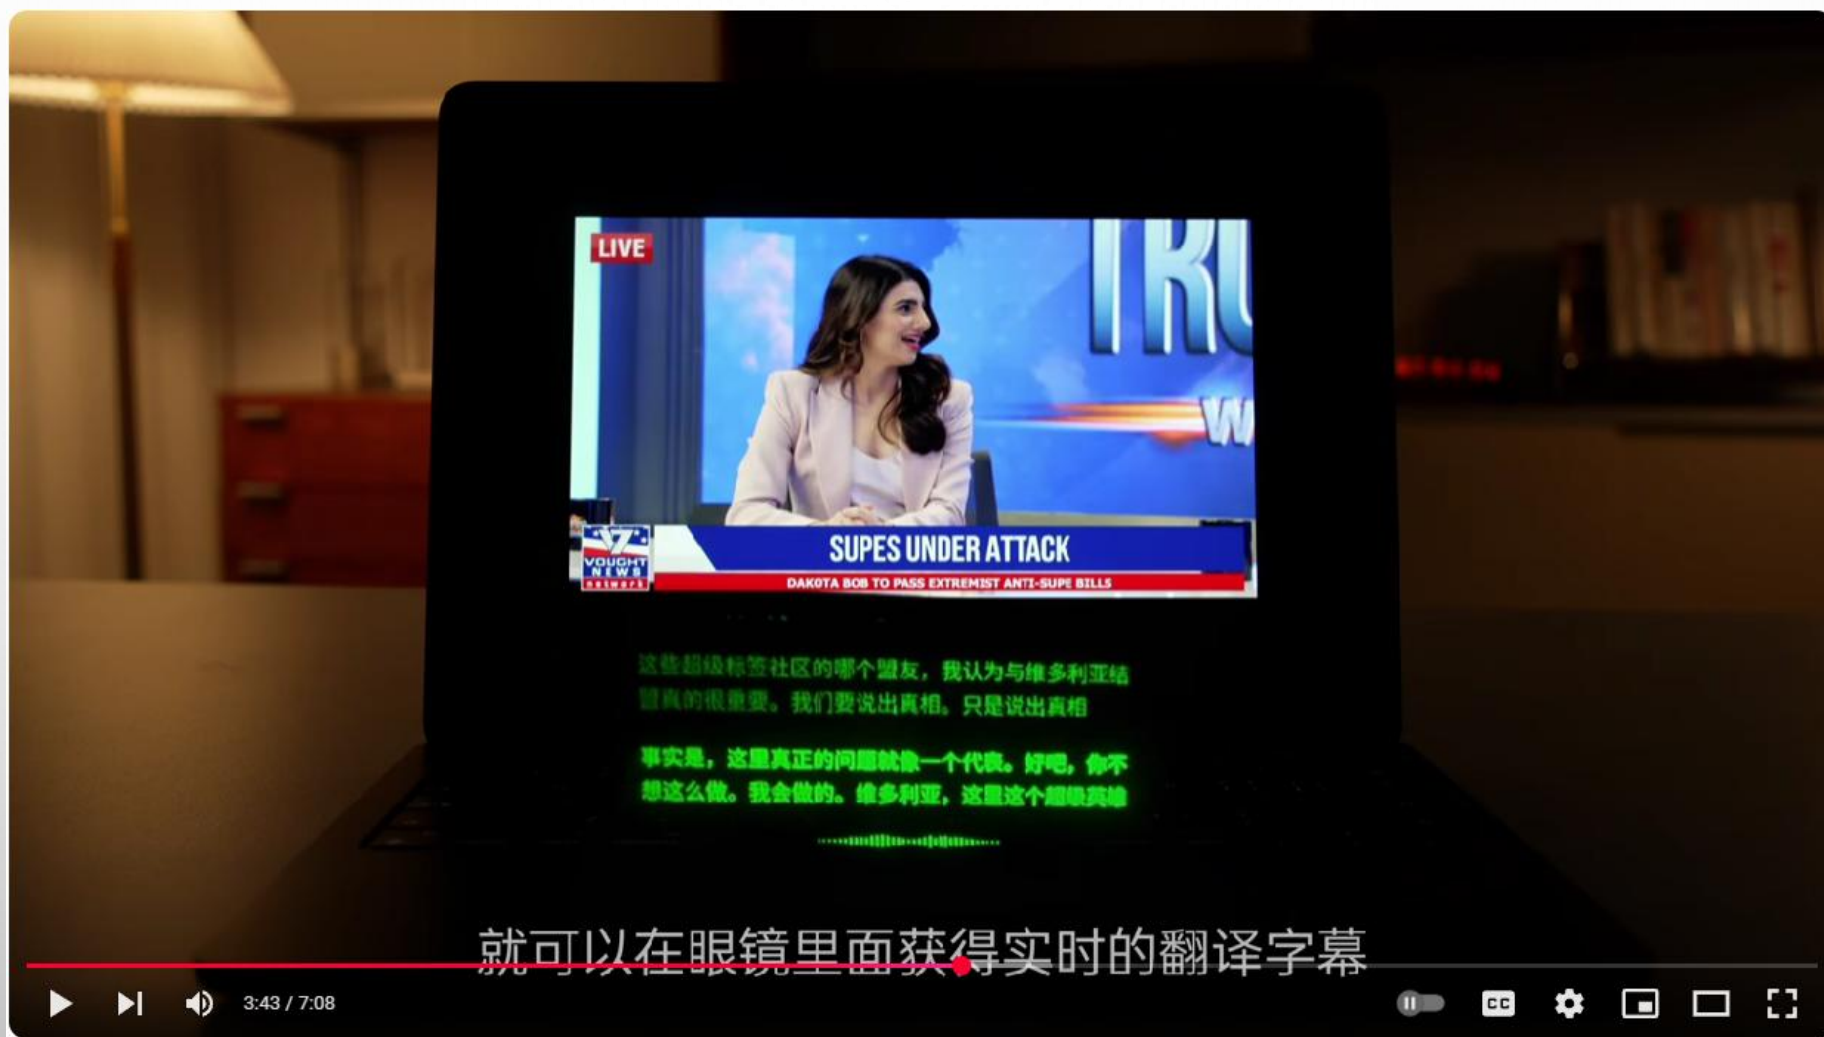 LIVE
TRU
W
SUPES UNDER ATTACK
VOUGHT
NEWS
network
DAKOTA BOB TO PASS EXTREMIST ANTI-SUPE BILLS
这些超级标签社区的哪个盟友，我认为与维多利亚结
盟真的很重要。我们要说出真相。只是说出真相
事实是，这里真正的问题就像一个代表。好吧，你不
想这么做。我会做的。维多利亚，这里这个超级英雄
就可以在眼镜里面获得实时的翻译字幕
3:43 / 7:08
CC